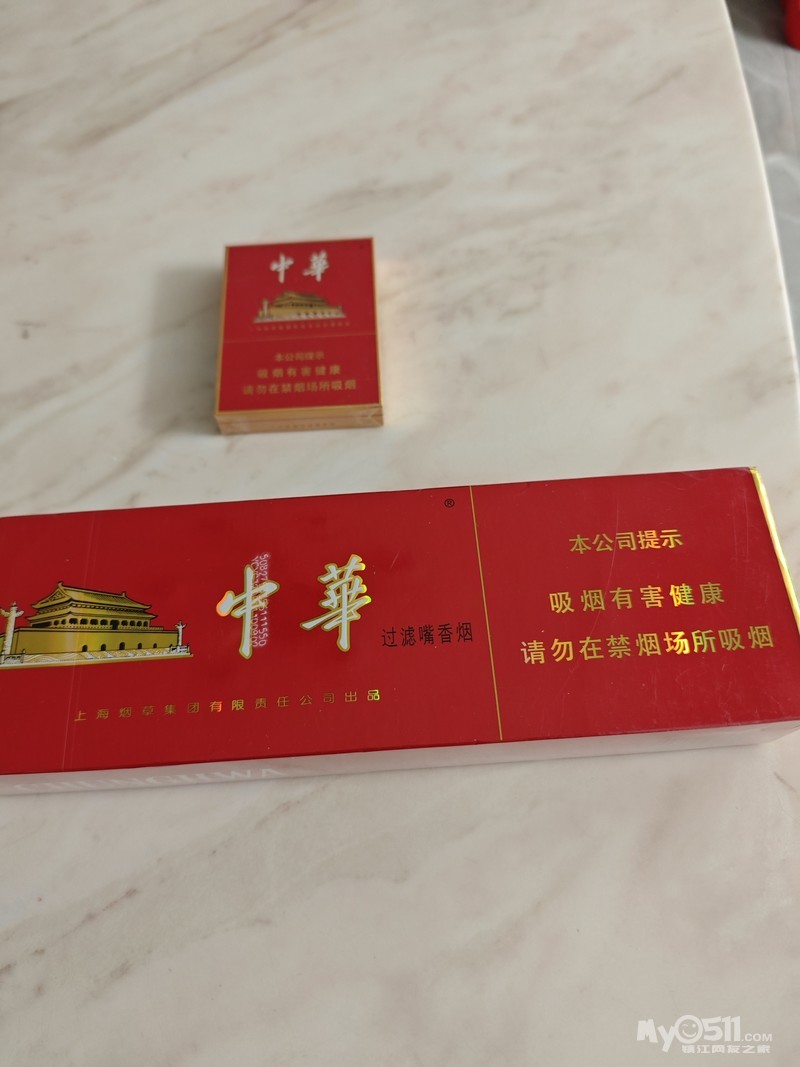 中華
本公司提示
吸烟有害健康
请勿在禁烟场所吸烟
®
中華
过滤嘴香烟
上海烟草集团有限责任公司出品
本公司提示
吸烟有害健康
请勿在禁烟场所吸烟
CHUNGHWA
My0511.COM
镇江网友之家